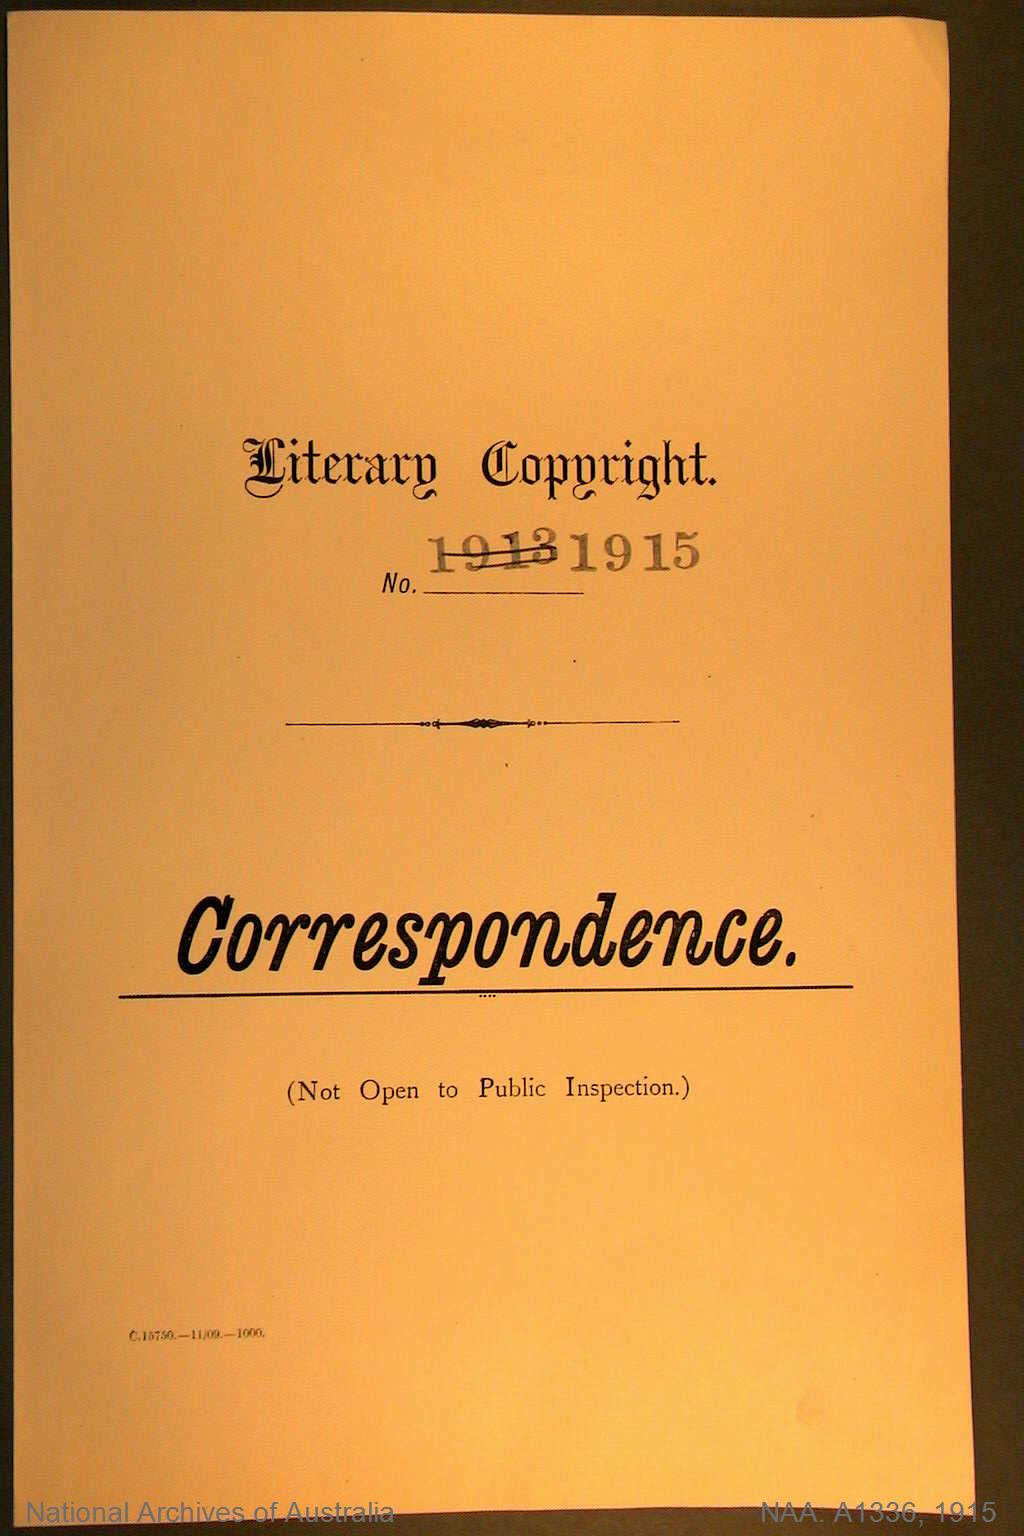 Literary Copyright.
No. 1913 1915
Correspondence.
(Not Open to Public Inspection.)
C.15750.—11/09.—1000.
National Archives of Australia
NAA: A1336, 1915